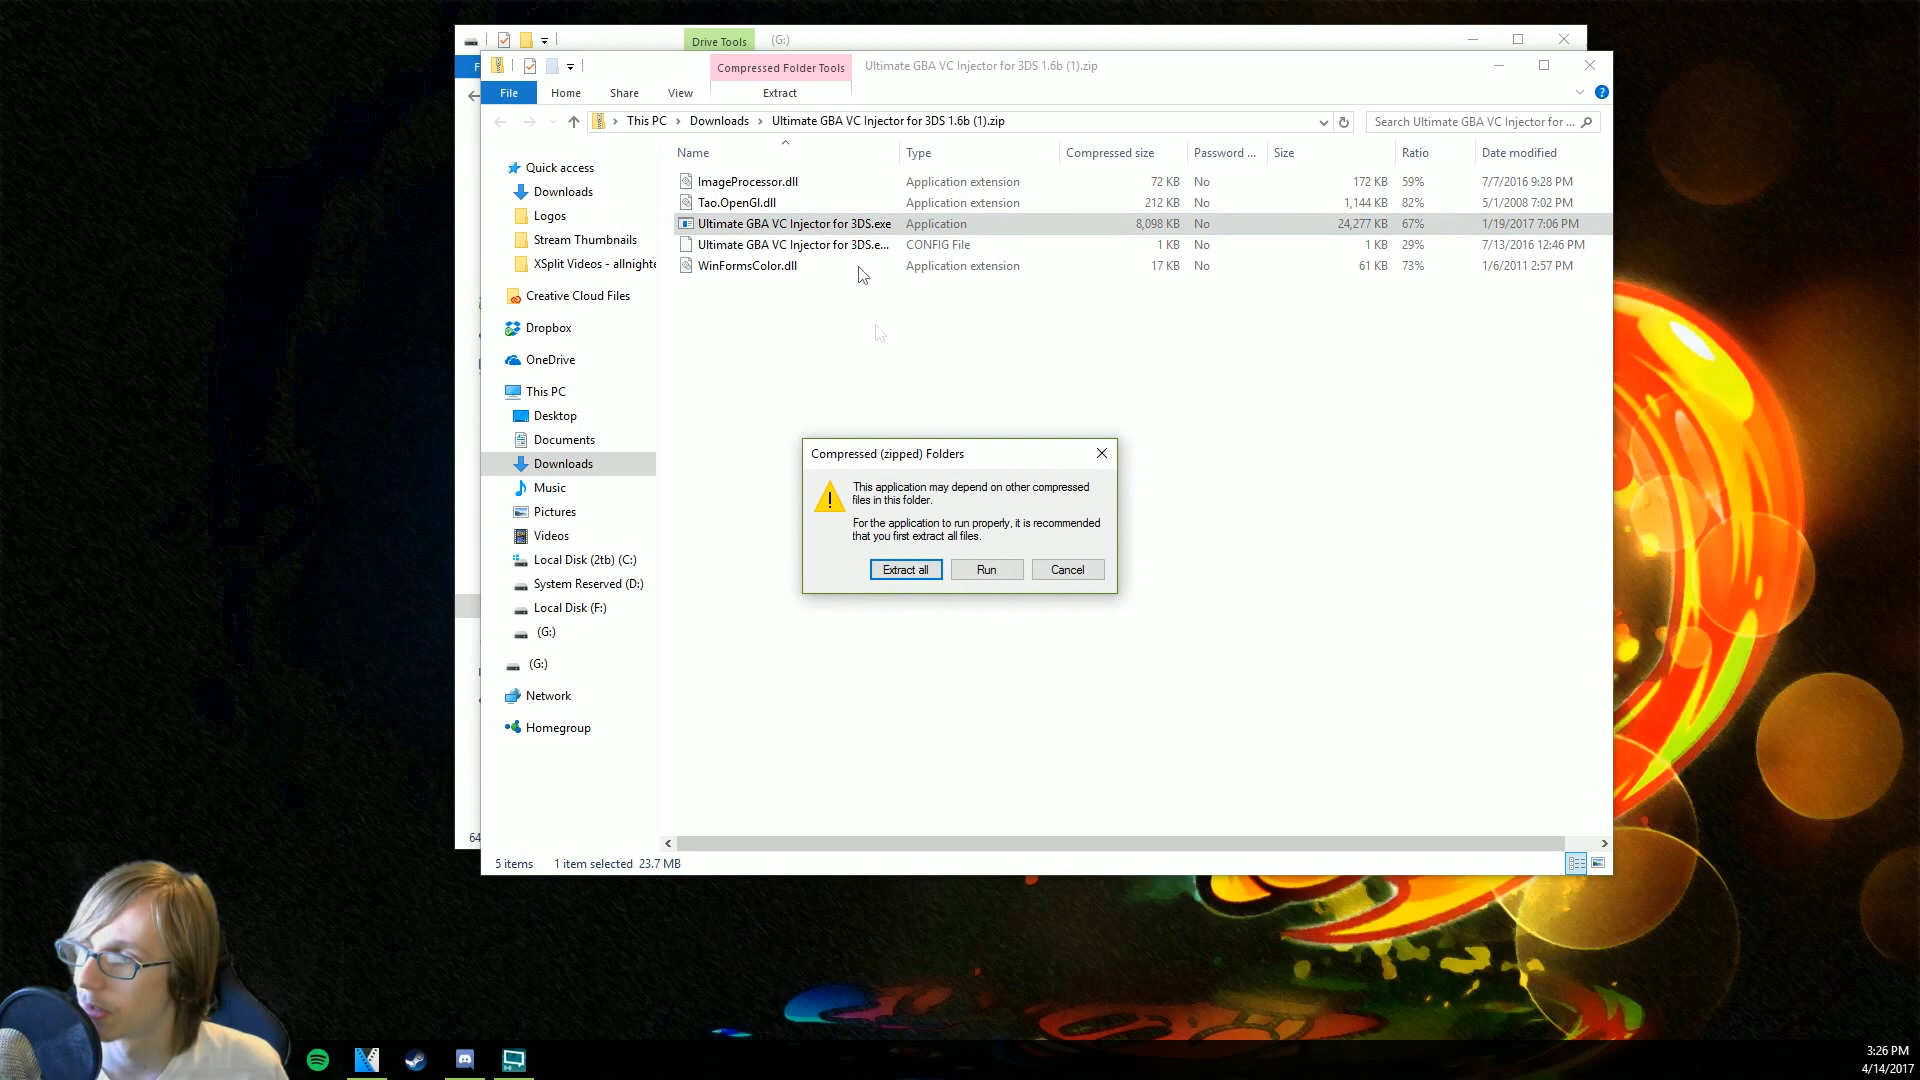 Drive Tools
(G:)
Compressed Folder Tools
Ultimate GBA VC Injector for 3DS 1.6b (1).zip
File
Home
Share
View
Extract
This PC > Downloads > Ultimate GBA VC Injector for 3DS 1.6b (1).zip
Search Ultimate GBA VC Injector for ...
Name
Type
Compressed size
Password ...
Size
Ratio
Date modified
ImageProcessor.dll Application extension 72 KB No 172 KB 59% 7/7/2016 9:28 PM
Tao.OpenGl.dll Application extension 212 KB No 1,144 KB 82% 5/1/2008 7:02 PM
Ultimate GBA VC Injector for 3DS.exe Application 8,098 KB No 24,277 KB 67% 1/19/2017 7:06 PM
Ultimate GBA VC Injector for 3DS.e... CONFIG File 1 KB No 1 KB 29% 7/13/2016 12:46 PM
WinFormsColor.dll Application extension 17 KB No 61 KB 73% 1/6/2011 2:57 PM
Quick access
Downloads
Logos
Stream Thumbnails
XSplit Videos - allnighte
Creative Cloud Files
Dropbox
OneDrive
This PC
Desktop
Documents
Downloads
Music
Pictures
Videos
Local Disk (2tb) (C:)
System Reserved (D:)
Local Disk (F:)
(G:)
(G:)
Network
Homegroup
Compressed (zipped) Folders
This application may depend on other compressed
files in this folder.
For the application to run properly, it is recommended
that you first extract all files.
Extract all
Run
Cancel
64
5 items
1 item selected 23.7 MB
3:26 PM
4/14/2017